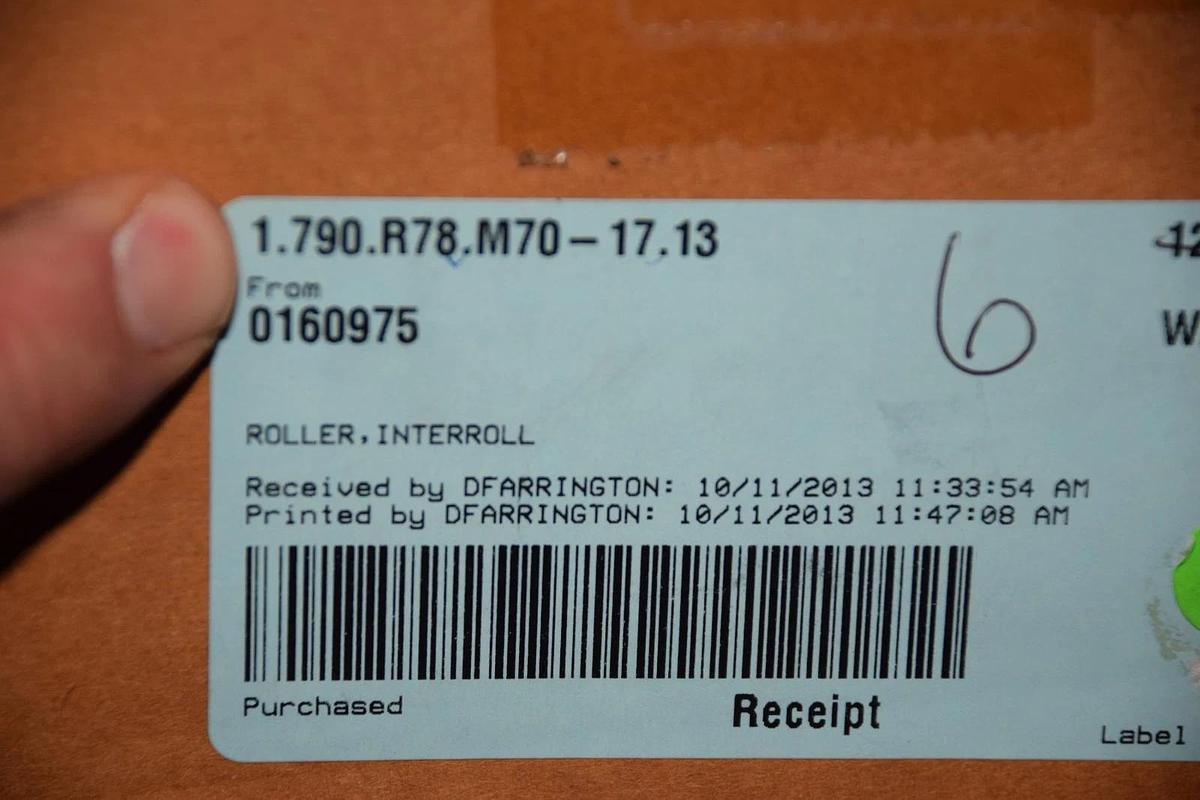 1.790.R78.M70-17.13
6
12
From
W
0160975
ROLLER,INTERROLL
Received by DFARRINGTON: 10/11/2013 11:33:54 AM
Printed by DFARRINGTON: 10/11/2013 11:47:08 AM
Purchased
Receipt
Label